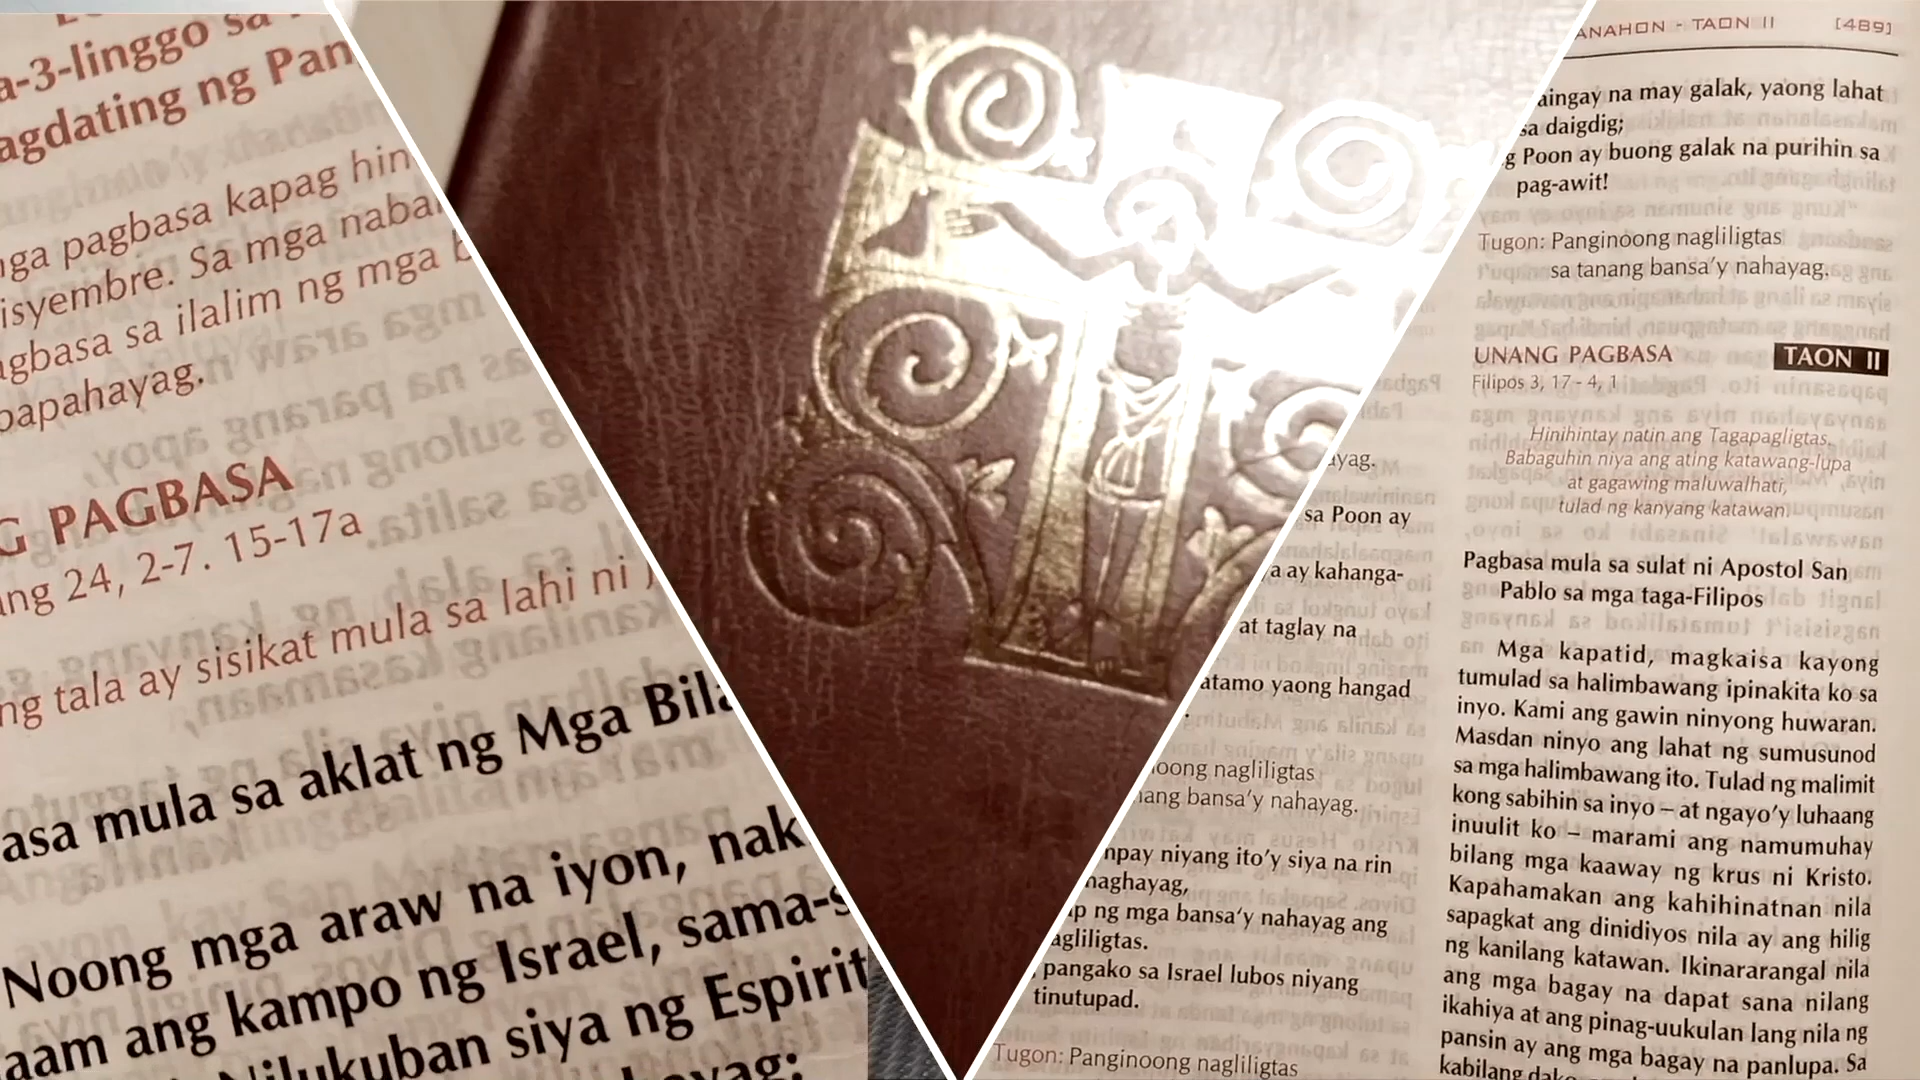 a-3-linggo sa
agdating ng Pan
nga pagbasa kapag hin
isyembre. Sa mga nabab
agbasa sa ilalim ng mga b
papahayag.
G PAGBASA
ang 24, 2-7. 15-17a
ng tala ay sisikat mula sa lahi ni J
asa mula sa aklat ng Mga Bila
Noong mga araw na iyon, nak
aam ang kampo ng Israel, sama-s
Nilukuban siya ng Espirit
hayag:
ayag.
sa Poon ay
a ay kahanga-
at taglay na
atamo yaong hangad
oong nagliligtas
nang bansa'y nahayag.
npay niyang ito'y siya na rin
naghayag,
ap ng mga bansa'y nahayag ang
agliligtas.
pangako sa Israel lubos niyang
tinutupad.
Tugon: Panginoong nagliligtas
ANAHON - TAON II [489]
aingay na may galak, yaong lahat
sa daigdig;
g Poon ay buong galak na purihin sa
pag-awit!
Tugon: Panginoong nagliligtas
sa tanang bansa'y nahayag.
UNANG PAGBASA TAON II
Filipos 3, 17 - 4, 1
Hinihintay natin ang Tagapagligtas.
Babaguhin niya ang ating katawang-lupa
at gagawing maluwalhati,
tulad ng kanyang katawan.
Pagbasa mula sa sulat ni Apostol San
Pablo sa mga taga-Filipos
Mga kapatid, magkaisa kayong
tumulad sa halimbawang ipinakita ko sa
inyo. Kami ang gawin ninyong huwaran.
Masdan ninyo ang lahat ng sumusunod
sa mga halimbawang ito. Tulad ng malimit
kong sabihin sa inyo – at ngayo'y luhaang
inuulit ko – marami ang namumuhay
bilang mga kaaway ng krus ni Kristo.
Kapahamakan ang kahihinatnan nila
sapagkat ang dinidiyos nila ay ang hilig
ng kanilang katawan. Ikinararangal nila
ang mga bagay na dapat sana nilang
ikahiya at ang pinag-uukulan lang nila ng
pansin ay ang mga bagay na panlupa. Sa
kabilang dako